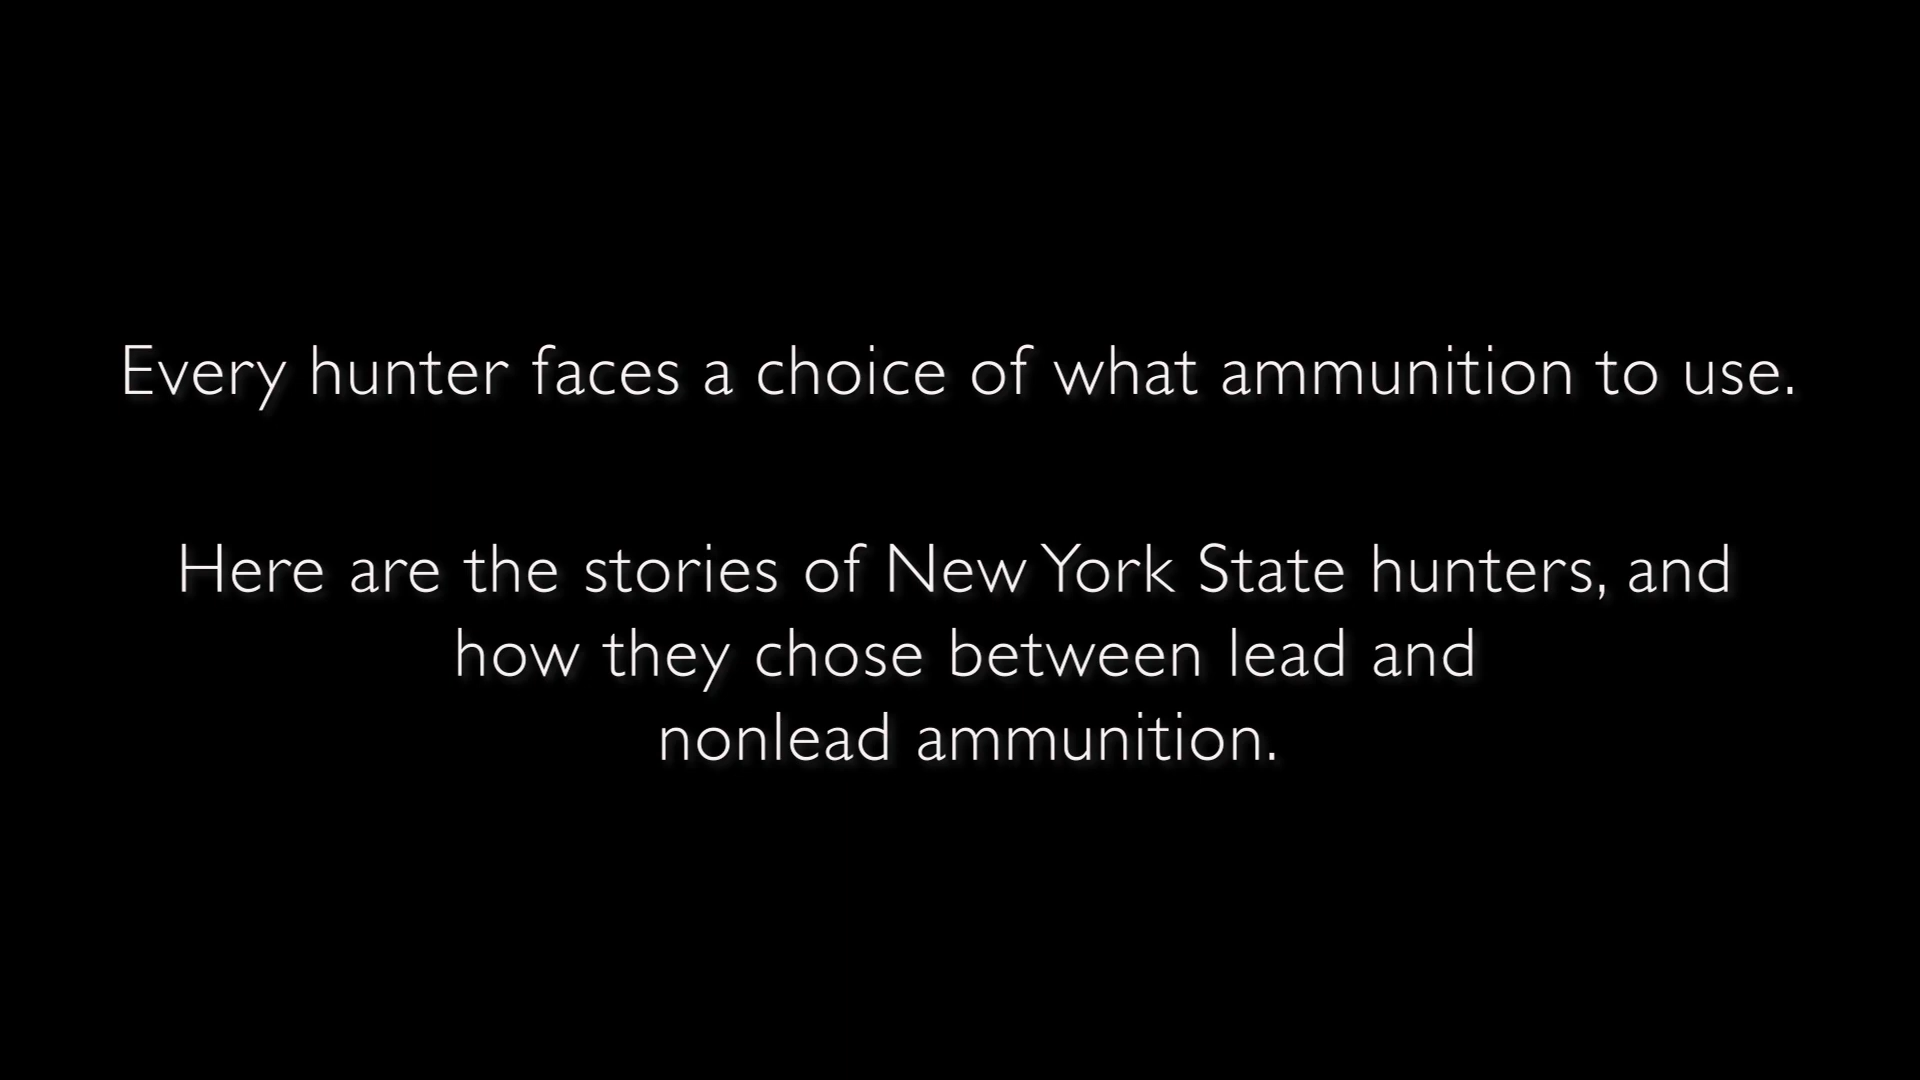 Every hunter faces a choice of what ammunition to use.
Here are the stories of New York State hunters, and
how they chose between lead and
nonlead ammunition.